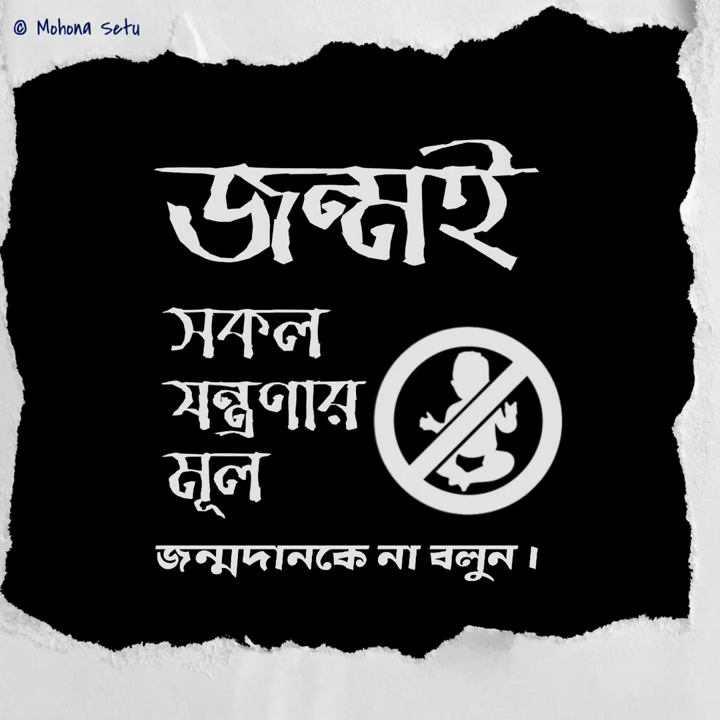 © Mohona Setu
জন্মই
সকল
যন্ত্রণার
মূল
জন্মদানকে না বলুন।